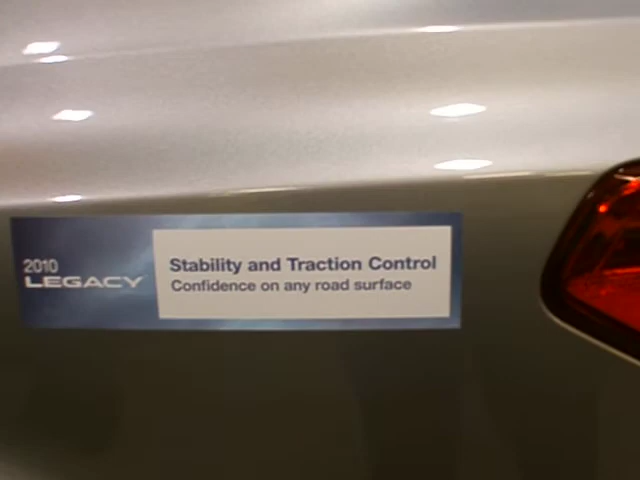 2010
LEGACY
Stability and Traction Control
Confidence on any road surface